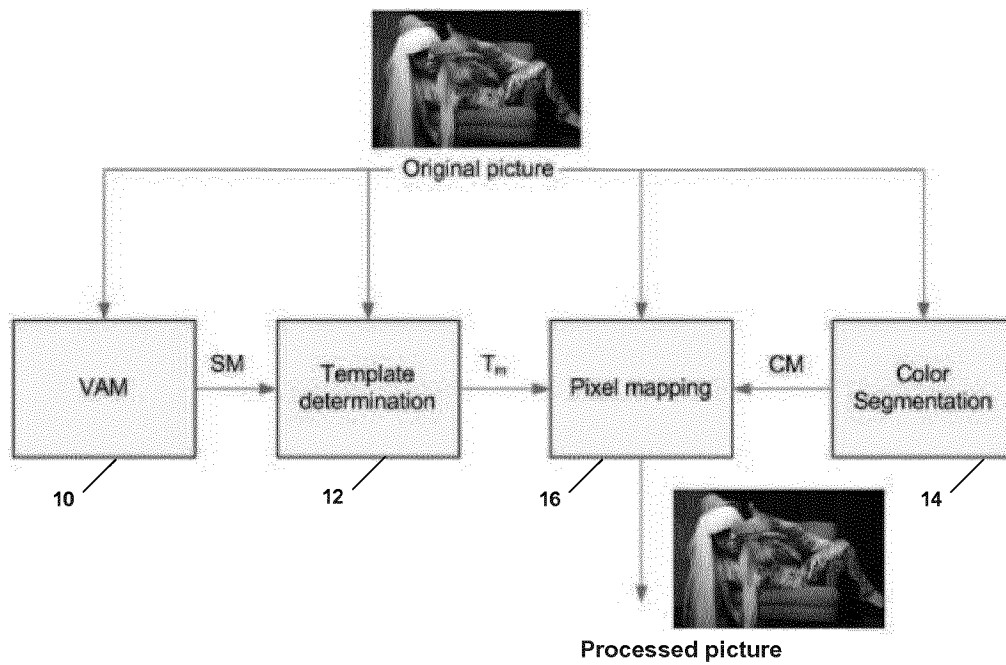 Original picture
VAM
SM
Template
determination
Tm
Pixel mapping
CM
Color
Segmentation
10
12
16
14
Processed picture